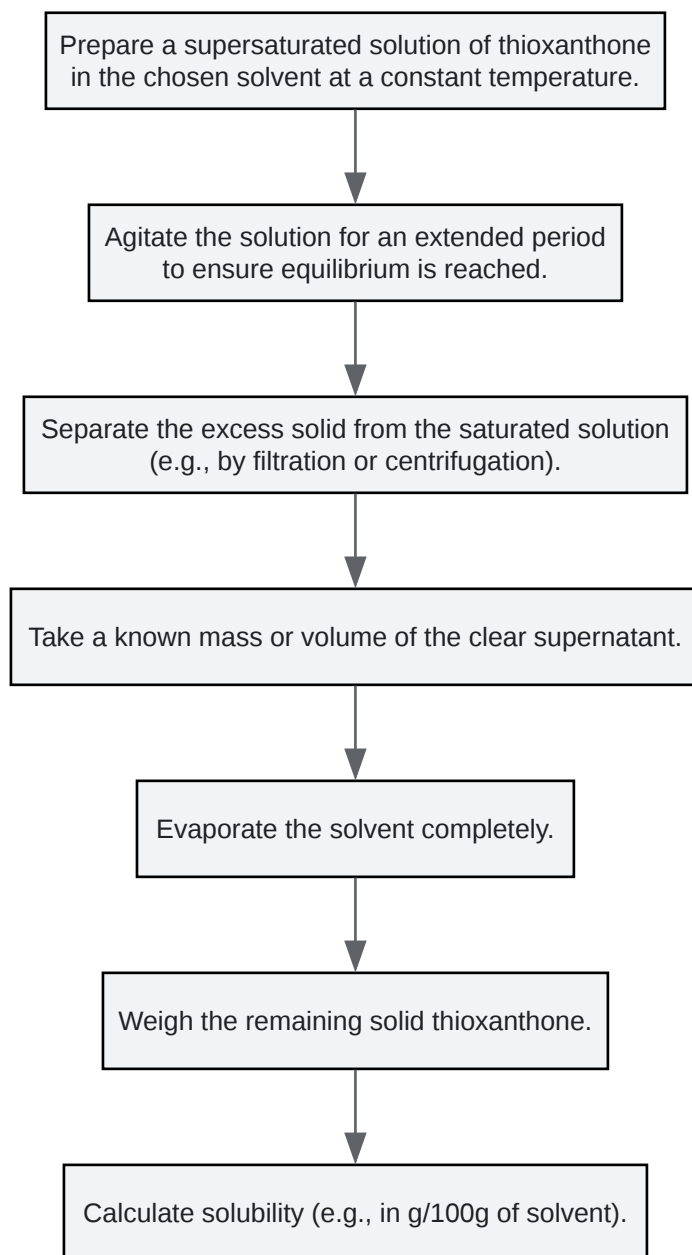 Prepare a supersaturated solution of thioxanthone
in the chosen solvent at a constant temperature.
Agitate the solution for an extended period
to ensure equilibrium is reached.
Separate the excess solid from the saturated solution
(e.g., by filtration or centrifugation).
Take a known mass or volume of the clear supernatant.
Evaporate the solvent completely.
Weigh the remaining solid thioxanthone.
Calculate solubility (e.g., in g/100g of solvent).